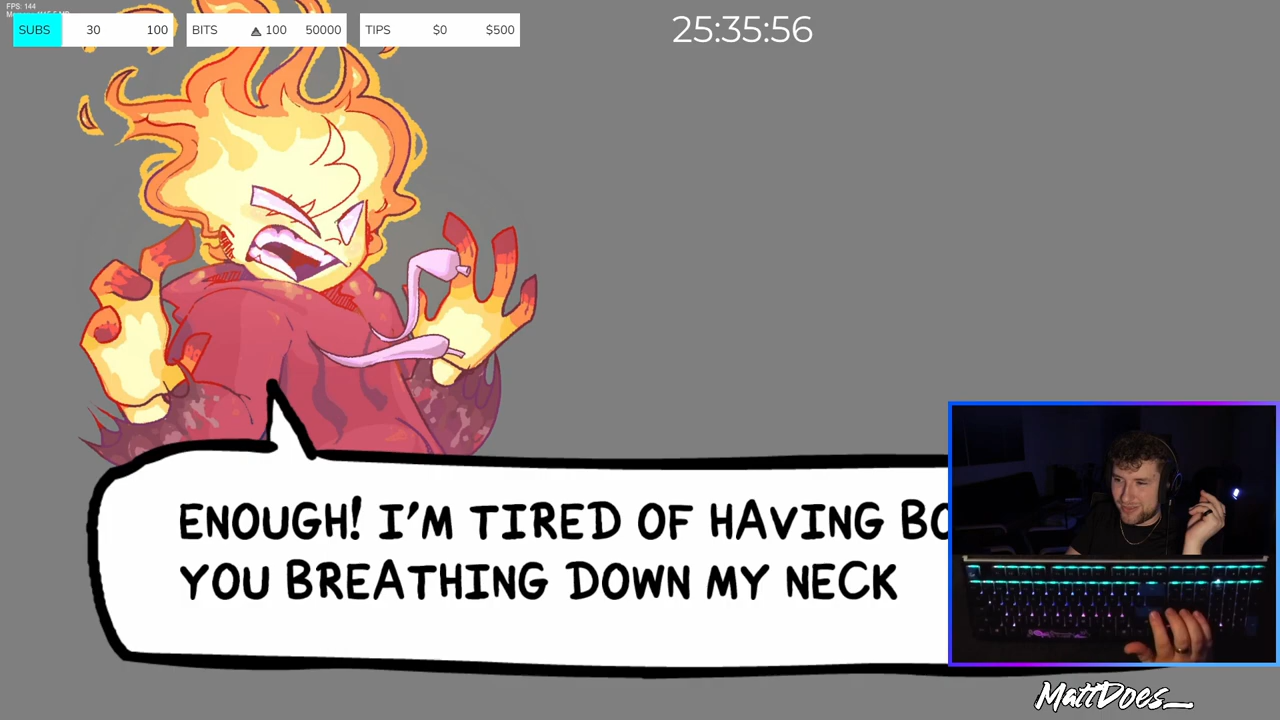 FPS: 144
SUBS 30 100 BITS 100 50000 TIPS $0 $500
25:35:56
ENOUGH! I'M TIRED OF HAVING
YOU BREATHING DOWN MY NECK
MattDoes_